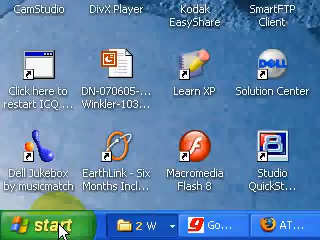 CamStudio
DivX Player
Kodak
EasyShare
SmartFTP
Client
Click here to
restart ICQ ...
DN-070605-...
Winkler-103...
Learn XP
DELL
Solution Center
Dell Jukebox
by musicmatch
EarthLink - Six
Months Incl...
Macromedia
Flash 8
Studio
QuickSt...
start
2 W
Go...
AT...